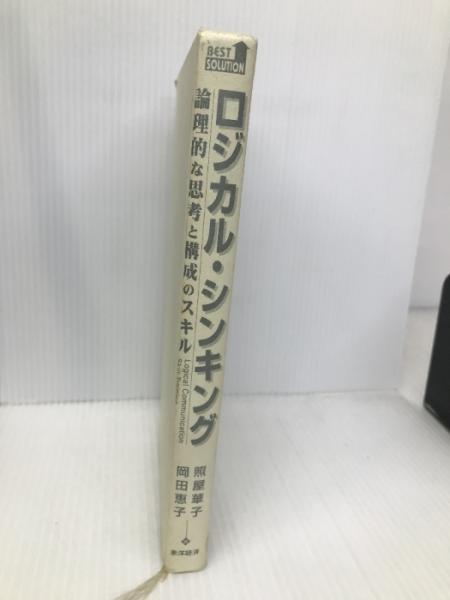 BEST
SOLUTION
ロジカル・シンキング
論理的な思考と構成のスキル
Logical Communication
照屋華子
岡田恵子
東洋経済